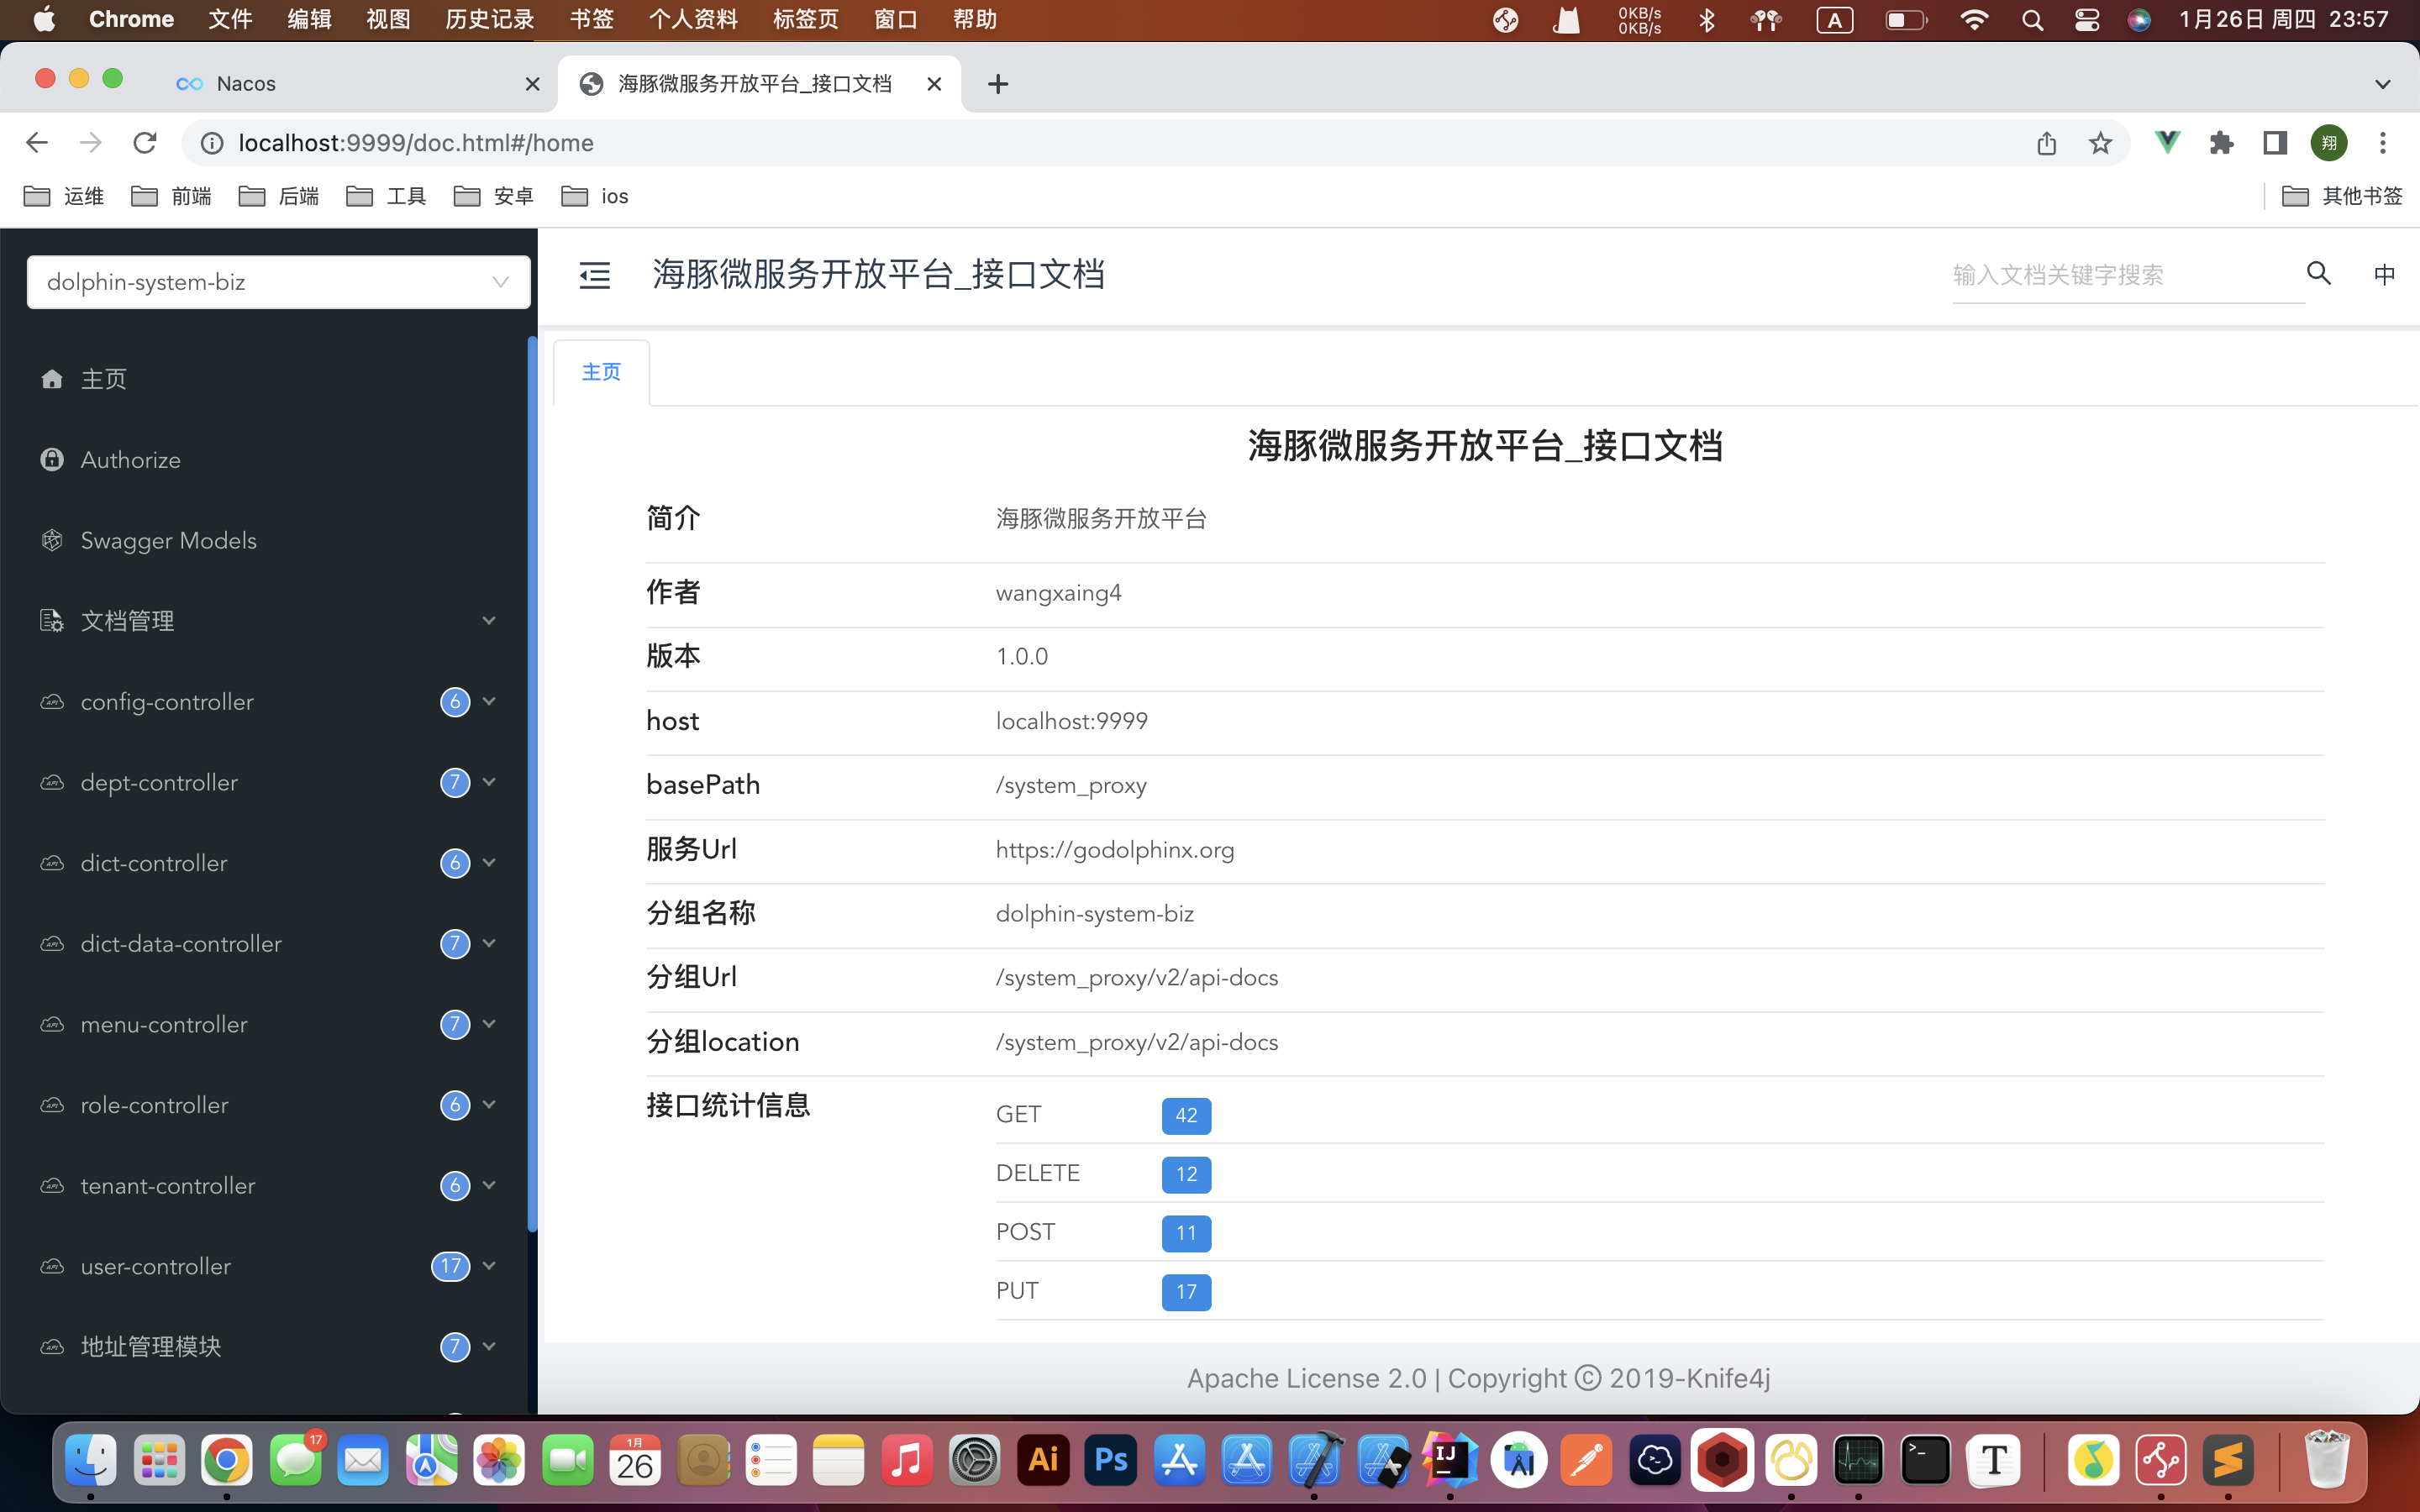 Chrome 文件 编辑 视图 历史记录 书签 个人资料 标签页 窗口 帮助 0KB/s 0KB/s A 1月26日 周四 23:57
Nacos
海豚微服务开放平台_接口文档
localhost:9999/doc.html#/home
翔
运维 前端 后端 工具 安卓 ios 其他书签
dolphin-system-biz
海豚微服务开放平台_接口文档
输入文档关键字搜索
中
主页
Authorize
Swagger Models
文档管理
config-controller 6
dept-controller 7
dict-controller 6
dict-data-controller 7
menu-controller 7
role-controller 6
tenant-controller 6
user-controller 17
地址管理模块 7
主页
海豚微服务开放平台_接口文档
简介 海豚微服务开放平台
作者 wangxaing4
版本 1.0.0
host localhost:9999
basePath /system_proxy
服务Url https://godolphinx.org
分组名称 dolphin-system-biz
分组Url /system_proxy/v2/api-docs
分组location /system_proxy/v2/api-docs
接口统计信息
GET 42
DELETE 12
POST 11
PUT 17
Apache License 2.0 | Copyright © 2019-Knife4j
17
1月
26
Ai
Ps
IJ
T